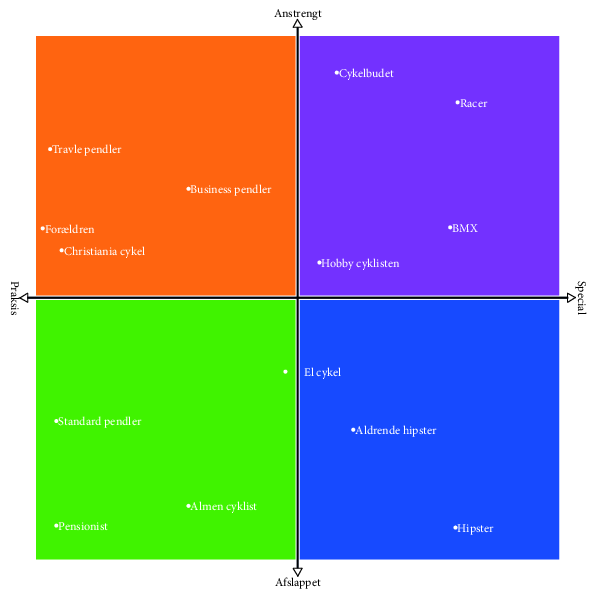 Anstrengt
Cykelbudet
Racer
Travle pendler
Business pendler
Forældren
BMX
Christiania cykel
Hobby cyklisten
Praksis
Special
El cykel
Standard pendler
Aldrende hipster
Almen cyklist
Pensionist
Hipster
Afslappet